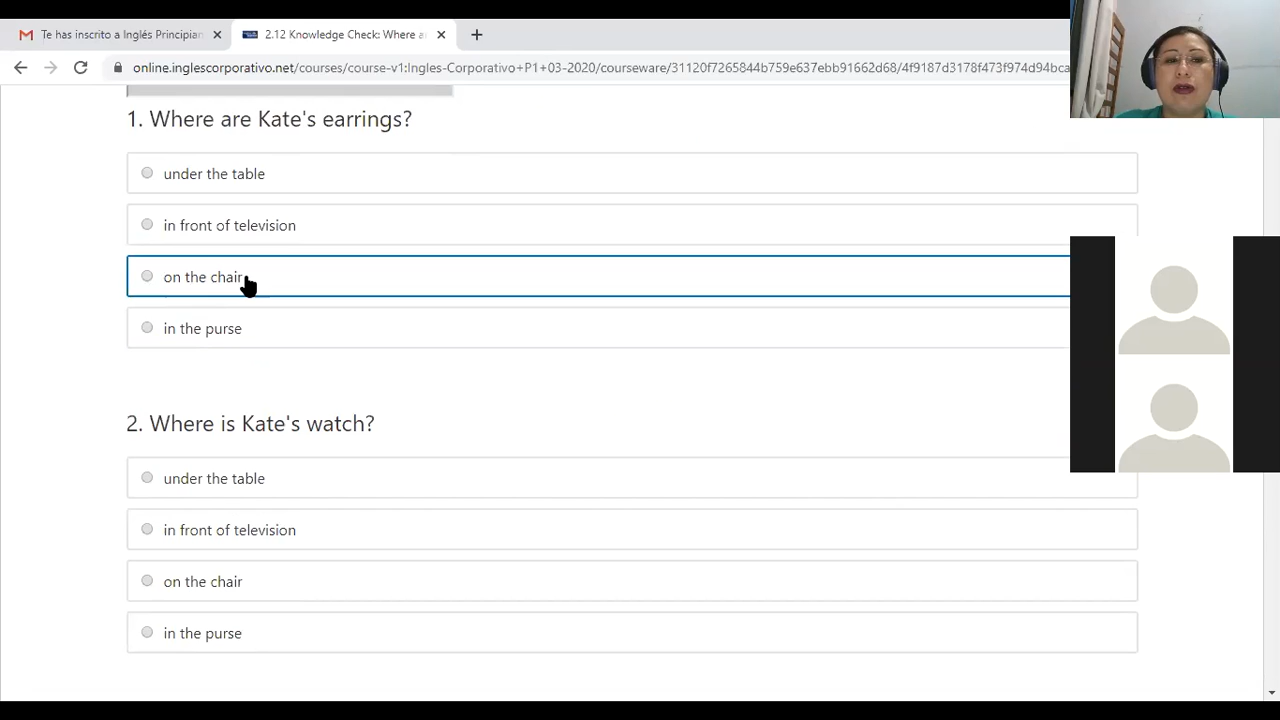 Te has inscrito a Inglés Principian
2.12 Knowledge Check: Where a
online.inglescorporativo.net/courses/course-v1:Ingles-Corporativo+P1+03-2020/courseware/31120f7265844b759e637ebb91662d68/4f9187d3178f473f974d94bca
1. Where are Kate's earrings?
under the table
in front of television
on the chair
in the purse
2. Where is Kate's watch?
under the table
in front of television
on the chair
in the purse